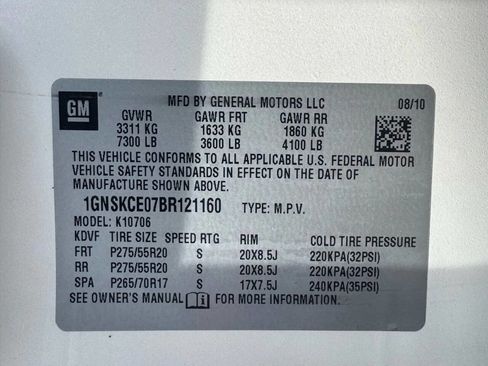 GM
MFD BY GENERAL MOTORS LLC 08/10
GVWR GAWR FRT GAWR RR
3311 KG 1633 KG 1860 KG
7300 LB 3600 LB 4100 LB
THIS VEHICLE CONFORMS TO ALL APPLICABLE U.S. FEDERAL MOTOR
VEHICLE SAFETY STANDARDS IN EFFECT ON THE DATE OF
MANUFACTURE SHOWN ABOVE.
1GNSKCE07BR121160 TYPE: M.P.V.
MODEL: K10706
KDVF TIRE SIZE SPEED RTG RIM COLD TIRE PRESSURE
FRT P275/55R20 S 20X8.5J 220KPA(32PSI)
RR P275/55R20 S 20X8.5J 220KPA(32PSI)
SPA P265/70R17 S 17X7.5J 240KPA(35PSI)
SEE OWNER'S MANUAL i FOR MORE INFORMATION.